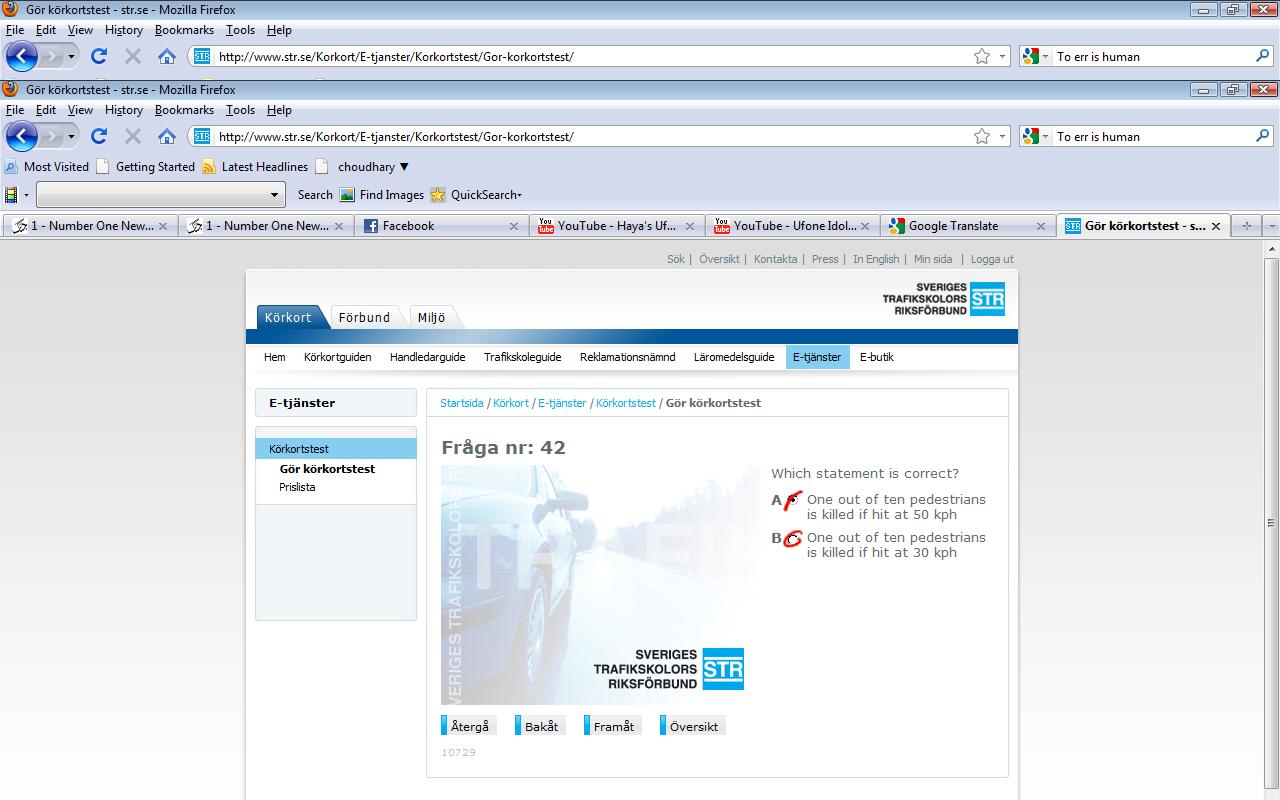 Gör körkortstest - str.se - Mozilla Firefox
File Edit View History Bookmarks Tools Help
http://www.str.se/Korkort/E-tjanster/Korkortstest/Gor-korkortstest/ To err is human
Gör körkortstest - str.se - Mozilla Firefox
File Edit View History Bookmarks Tools Help
STR http://www.str.se/Korkort/E-tjanster/Korkortstest/Gor-korkortstest/ To err is human
Most Visited Getting Started Latest Headlines choudhary ▼
Search Find Images QuickSearch
1 - Number One New... 1 - Number One New... Facebook YouTube - Haya's Uf... YouTube - Ufone Idol... Google Translate Gör körkortstest - s...
Sök | Översikt | Kontakta | Press | In English | Min sida | Logga ut
SVERIGES
TRAFIKSKOLORS STR
RIKSFÖRBUND
Körkort Förbund Miljö
Hem Körkortguiden Handledarguide Trafikskoleguide Reklamationsnämnd Läromedelsguide E-tjänster E-butik
E-tjänster
Körkortstest
Gör körkortstest
Prislista
Startsida / Körkort / E-tjänster / Körkortstest / Gör körkortstest
Fråga nr: 42
SVERIGES TRAFIKSKOLOR
SVERIGES
TRAFIKSKOLORS STR
RIKSFÖRBUND
Which statement is correct?
A One out of ten pedestrians
is killed if hit at 50 kph
B One out of ten pedestrians
is killed if hit at 30 kph
Återgå Bakåt Framåt Översikt
10729